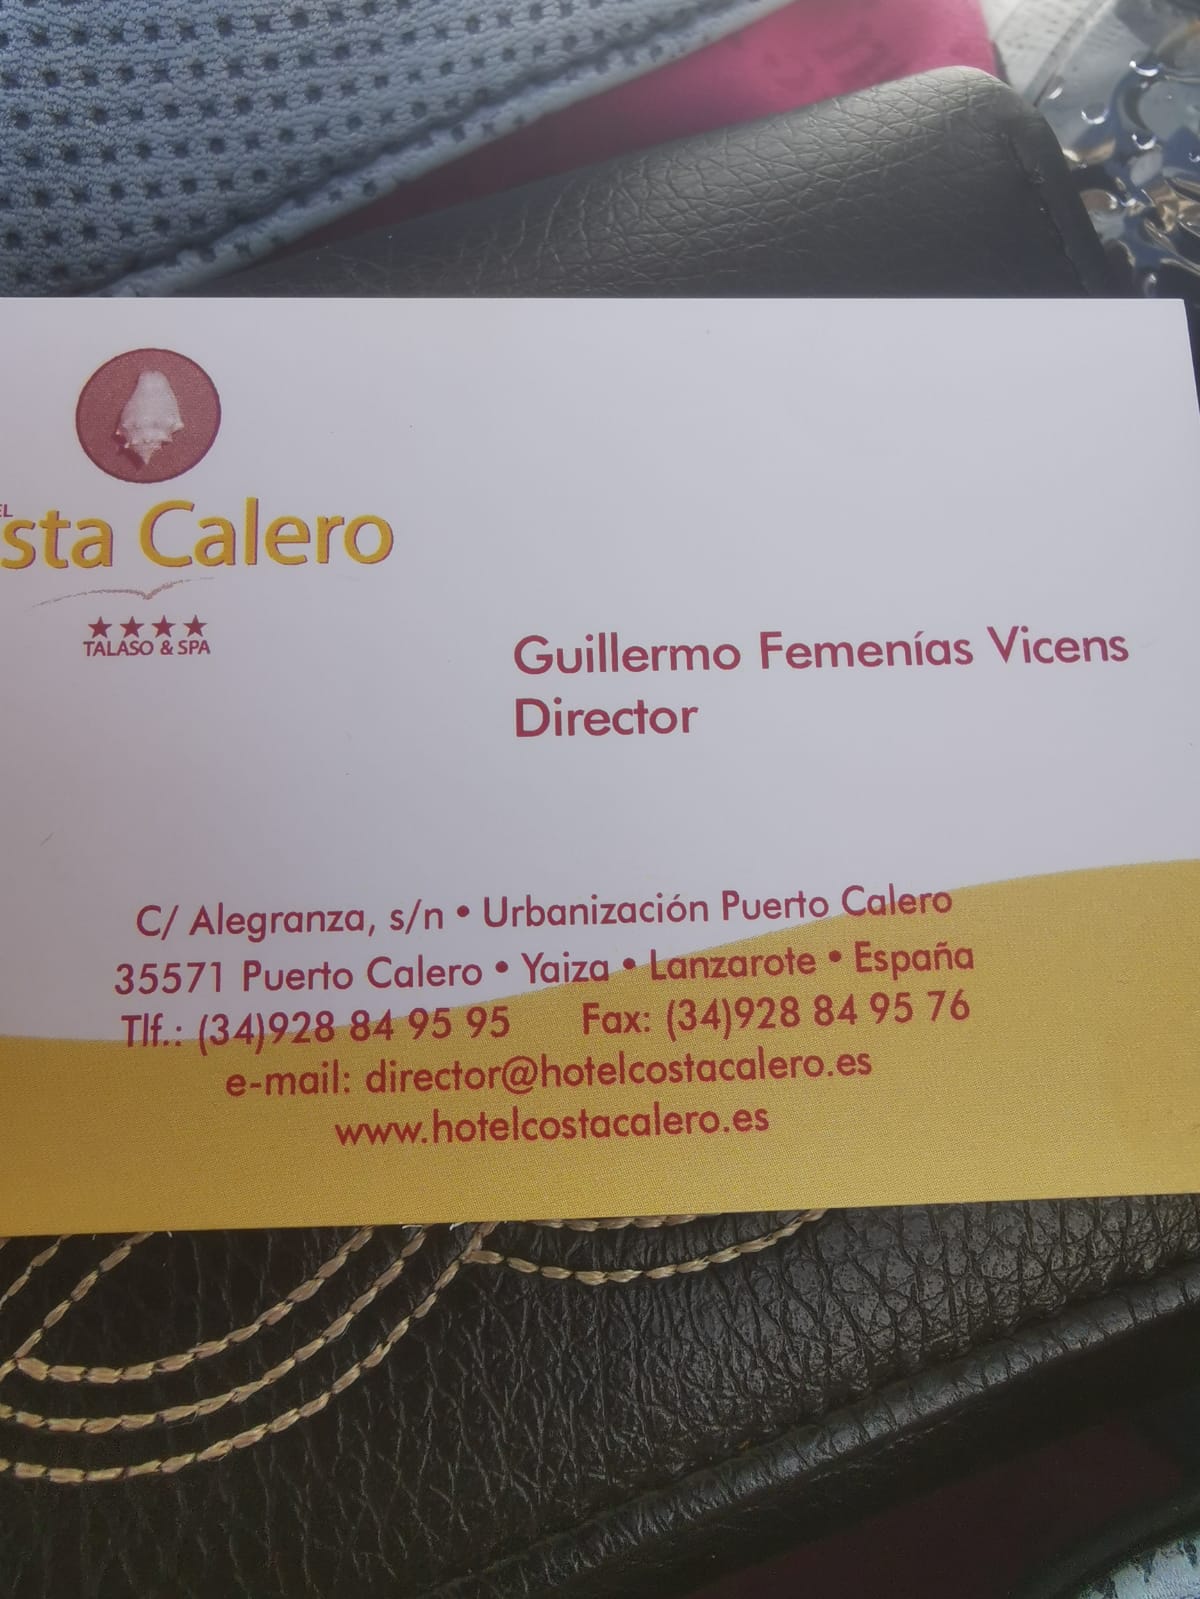 EL
sta Calero
TALASO & SPA
Guillermo Femenías Vicens
Director
C/ Alegranza, s/n • Urbanización Puerto Calero
35571 Puerto Calero • Yaiza • Lanzarote • España
Tlf.: (34)928 84 95 95 Fax: (34)928 84 95 76
e-mail: director@hotelcostacalero.es
www.hotelcostacalero.es